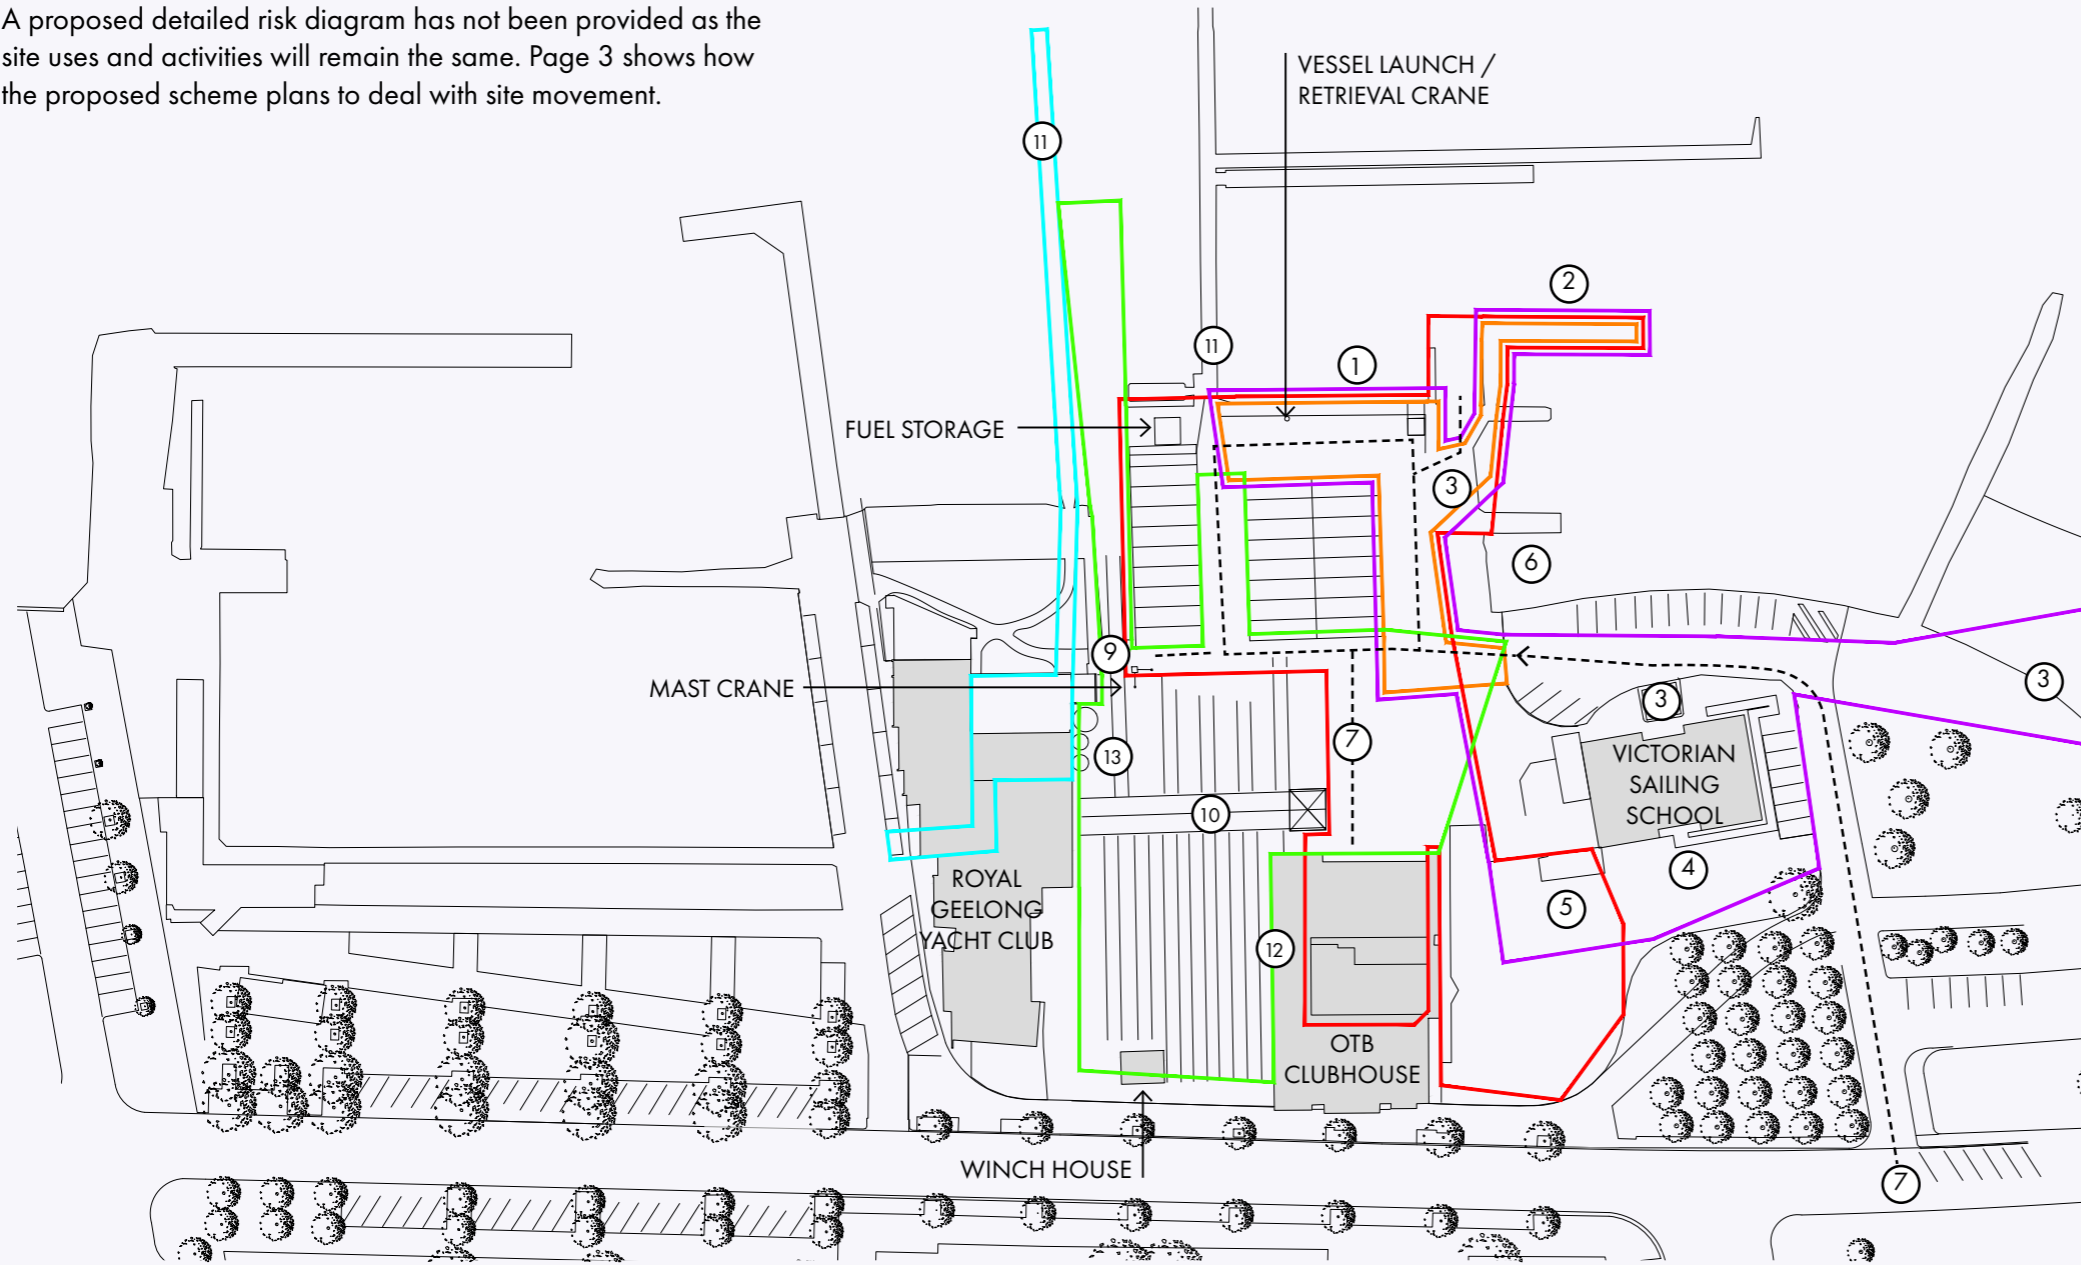 A proposed detailed risk diagram has not been provided as the
site uses and activities will remain the same. Page 3 shows how
the proposed scheme plans to deal with site movement.
VESSEL LAUNCH /
RETRIEVAL CRANE
11
2
11
1
FUEL STORAGE
3
6
9
MAST CRANE
3
3
7
13
VICTORIAN
SAILING
SCHOOL
10
4
ROYAL
GEELONG
YACHT CLUB
5
12
OTB
CLUBHOUSE
WINCH HOUSE
7